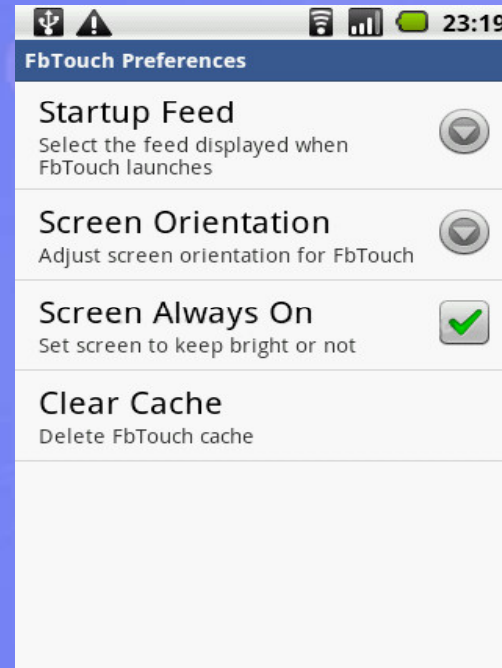 23:19
FbTouch Preferences
Startup Feed
Select the feed displayed when
FbTouch launches
Screen Orientation
Adjust screen orientation for FbTouch
Screen Always On
Set screen to keep bright or not
Clear Cache
Delete FbTouch cache